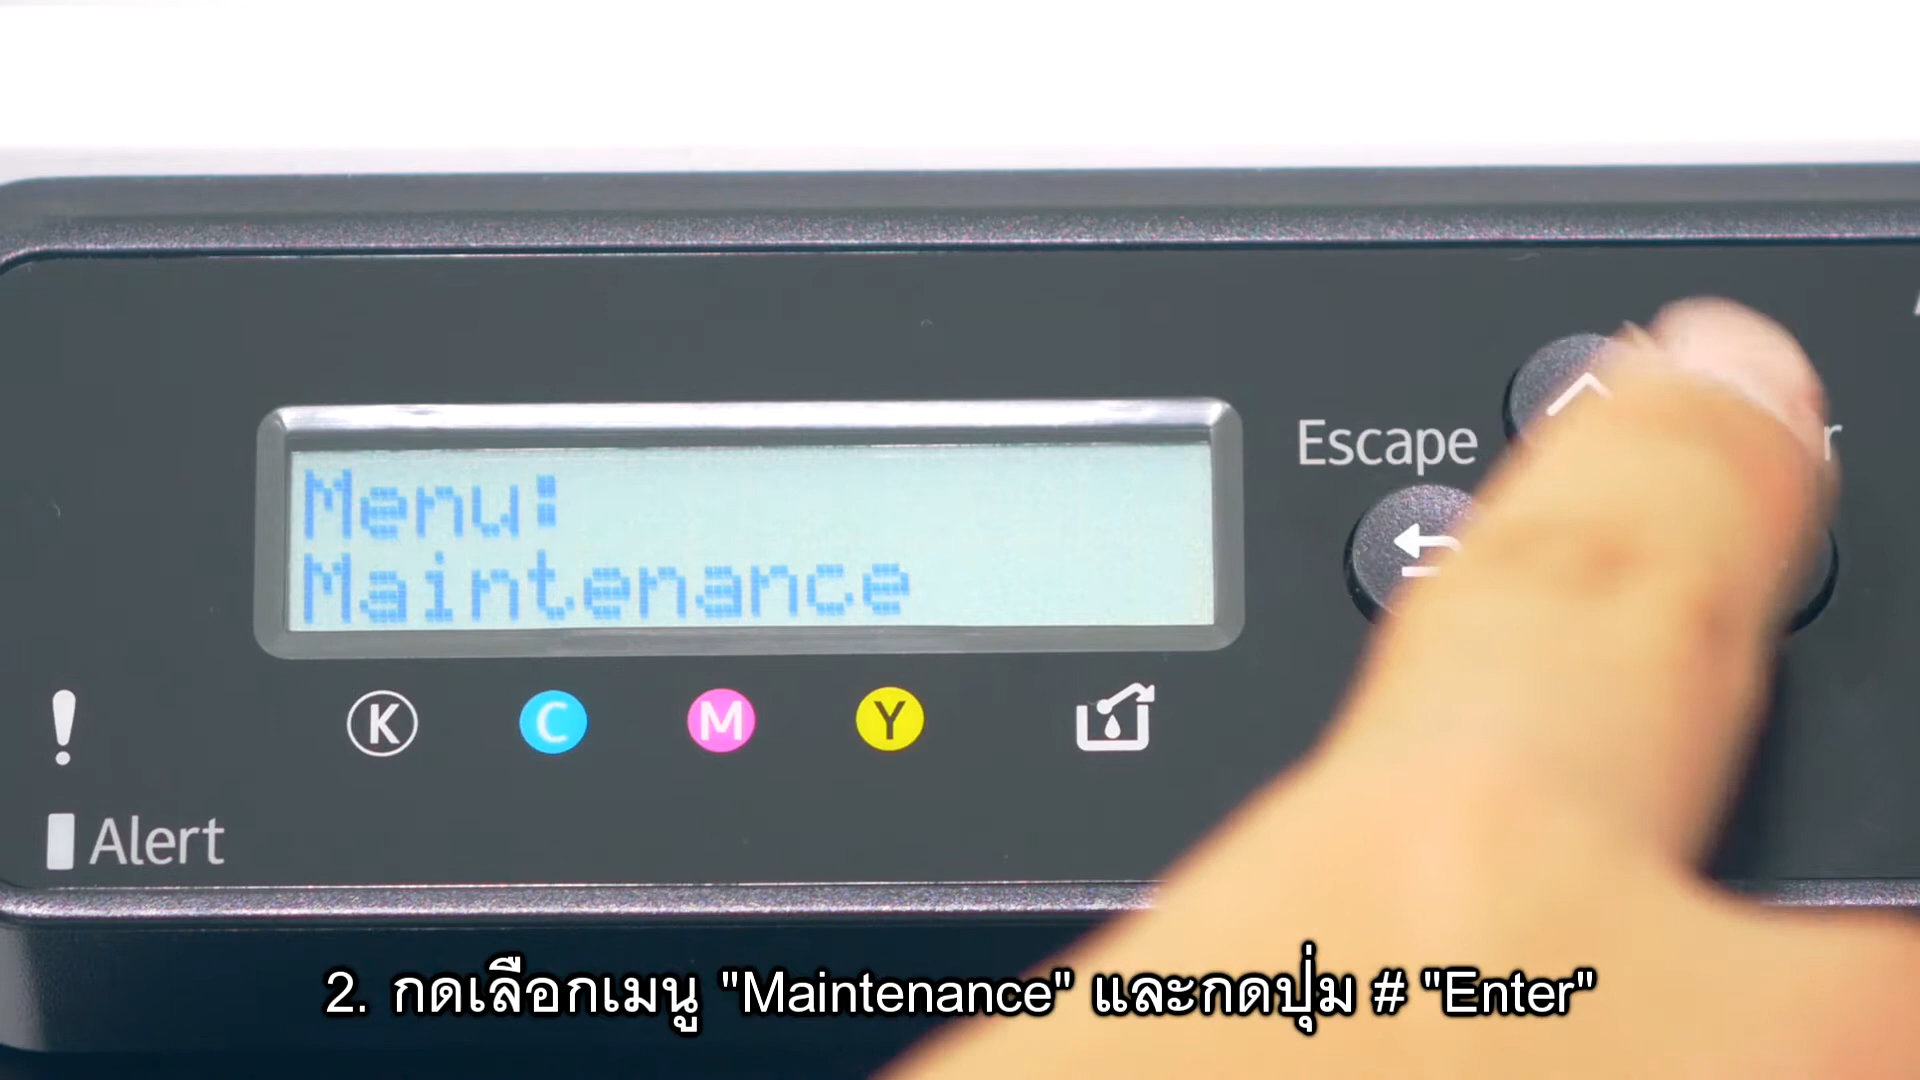 Menu:
Maintenance
Escape
K C M Y
Alert
2. กดเลือกเมนู "Maintenance" และกดปุ่ม # "Enter"